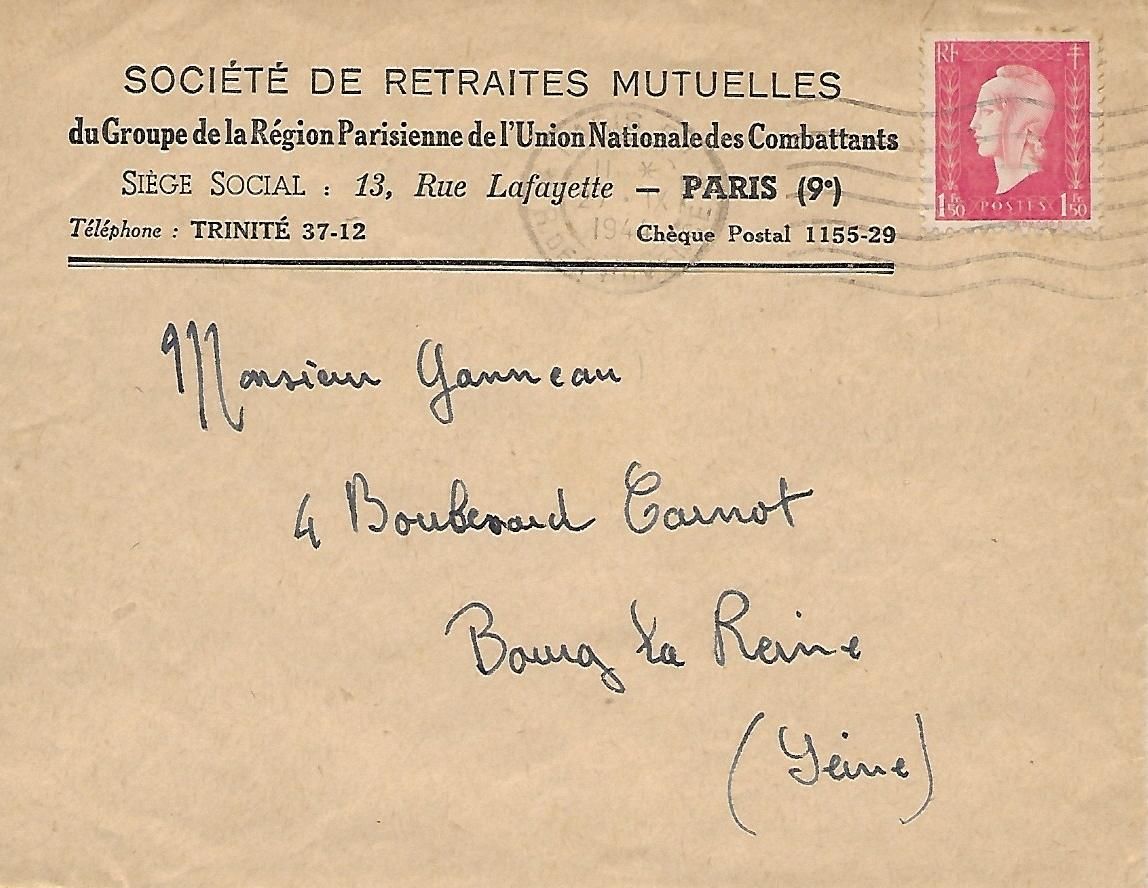 SOCIÉTÉ DE RETRAITES MUTUELLES
du Groupe de la Région Parisienne de l'Union Nationale des Combattants
SIÈGE SOCIAL : 13, Rue Lafayette — PARIS (9e)
Téléphone : TRINITÉ 37-12
Chèque Postal 1155-29
RF
1F50 POSTES 1F50
Monsieur Ganneau
4 Boulevard Carnot
Bourg la Reine
(Seine)